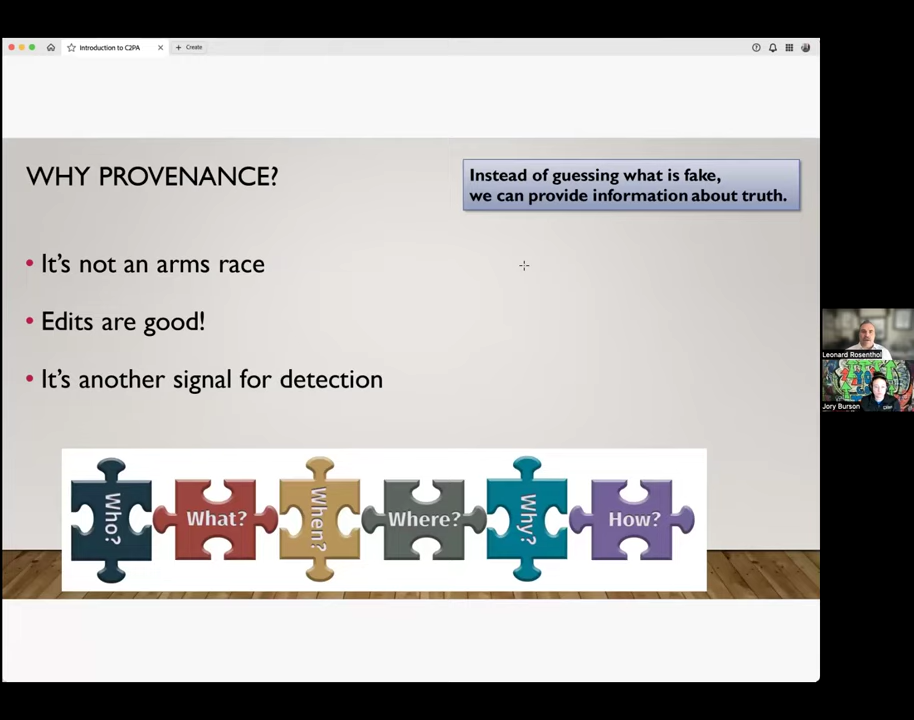 Introduction to C2PA
Create
WHY PROVENANCE?
Instead of guessing what is fake,
we can provide information about truth.
It's not an arms race
Edits are good!
It's another signal for detection
Who?
What?
When?
Where?
Why?
How?
Leonard Rosenthol
Jory Burson